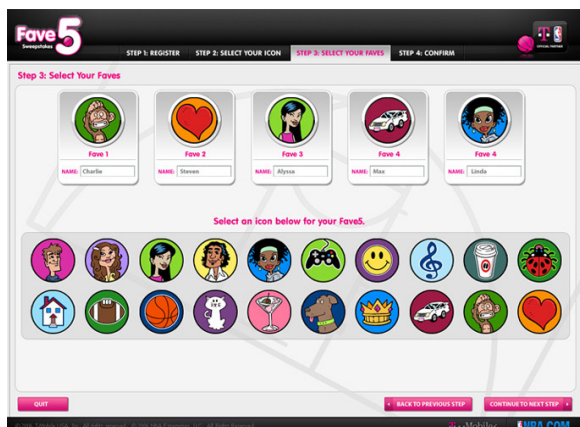 Fave 5
Sweepstakes
STEP 1: REGISTER STEP 2: SELECT YOUR ICON STEP 3: SELECT YOUR FAVES STEP 4: CONFIRM
T NBA
OFFICIAL PARTNER
Step 3: Select Your Faves
Fave 1 Fave 2 Fave 3 Fave 4 Fave 4
NAME: Charlie NAME: Steven NAME: Alyssa NAME: Max NAME: Linda
Select an icon below for your Fave5.
QUIT BACK TO PREVIOUS STEP CONTINUE TO NEXT STEP
T Mobile NBA.COM